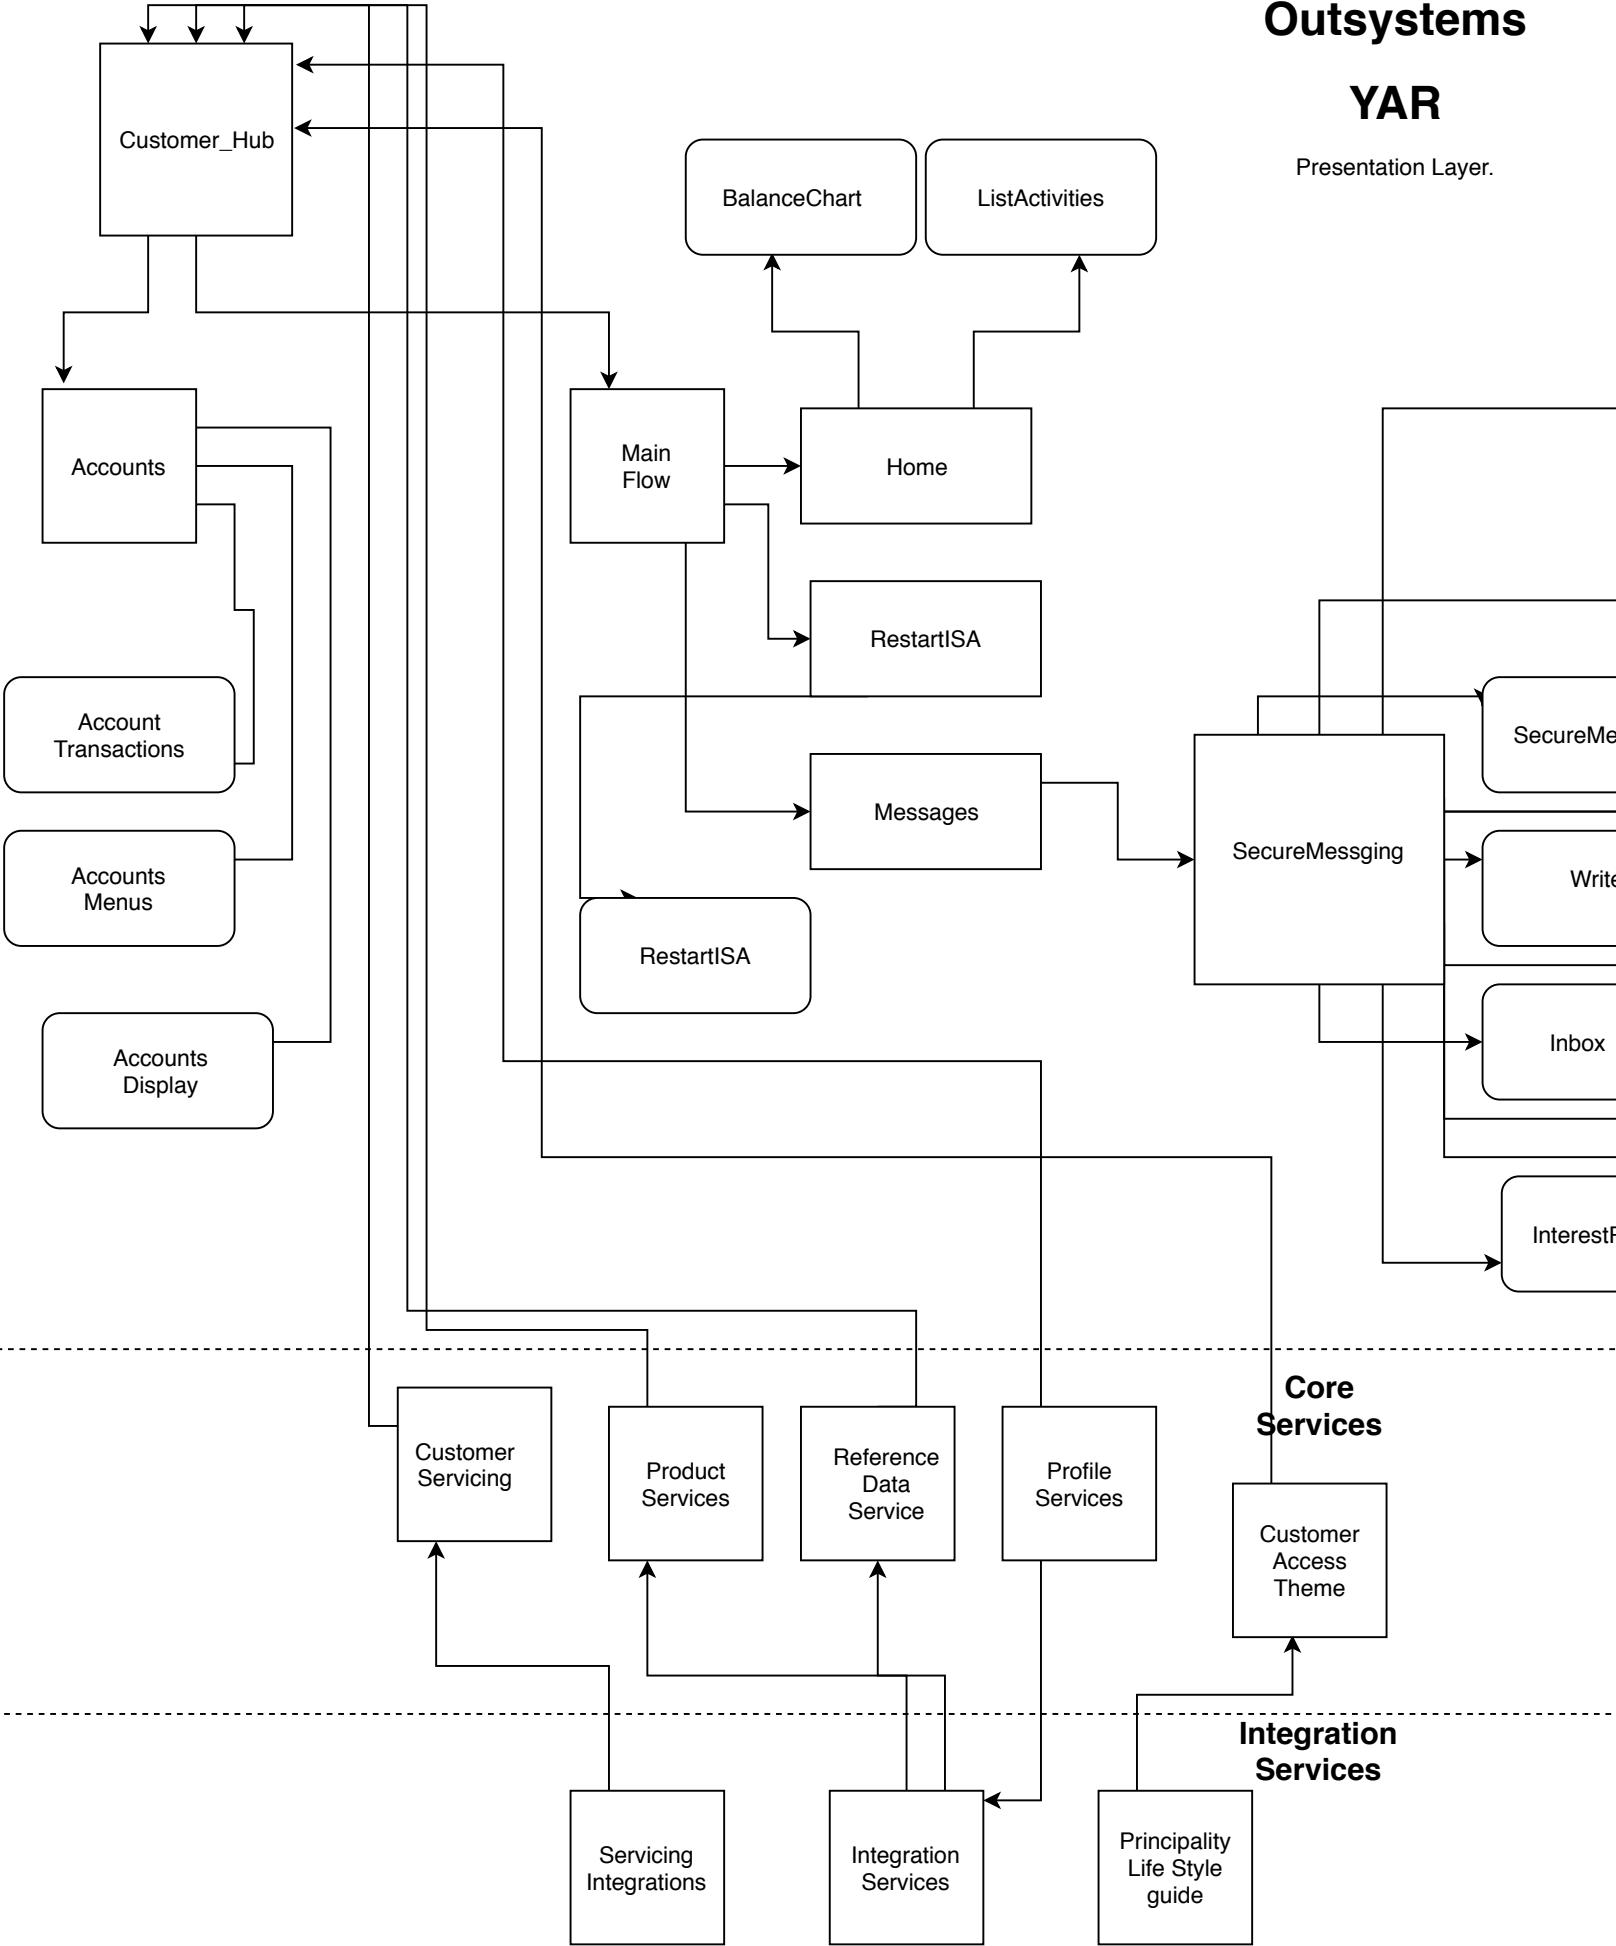 Outsystems
YAR
Presentation Layer.
Customer_Hub
BalanceChart
ListActivities
Accounts
Main
Flow
Home
RestartISA
Account
Transactions
SecureMe
Messages
SecureMessging
Accounts
Menus
Write
RestartISA
Inbox
Accounts
Display
Interest
Core
Services
Customer
Servicing
Product
Services
Reference
Data
Service
Profile
Services
Customer
Access
Theme
Integration
Services
Servicing
Integrations
Integration
Services
Principality
Life Style
guide